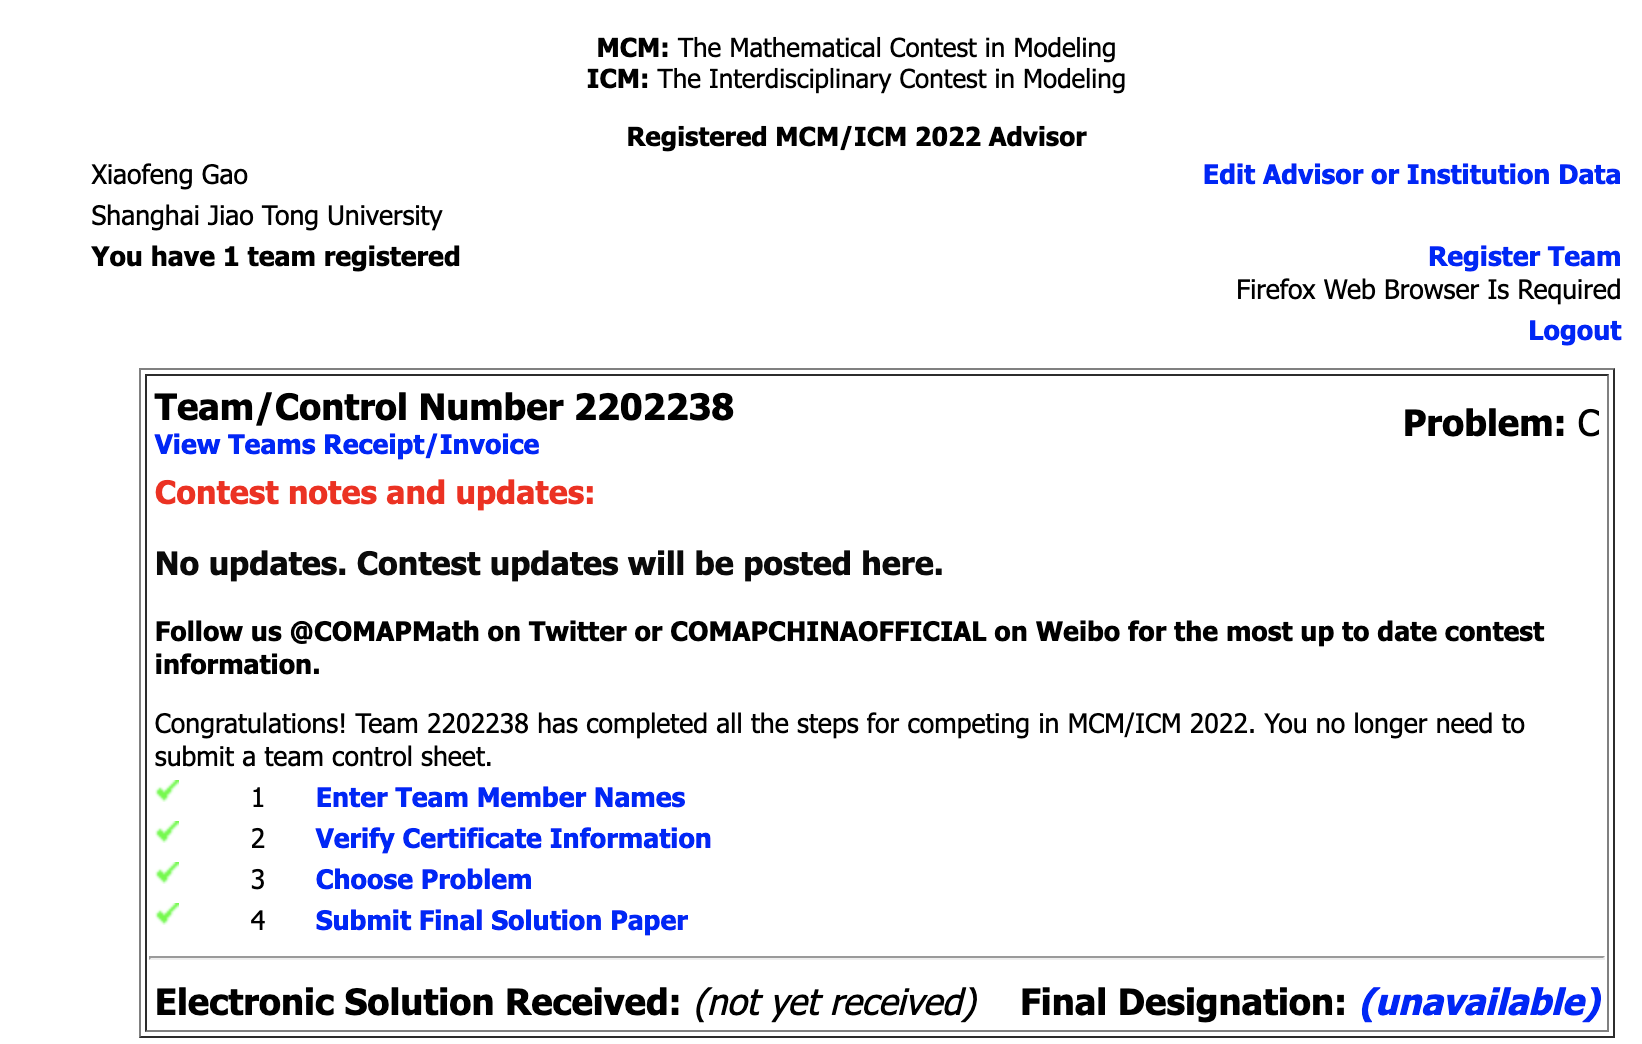 MCM: The Mathematical Contest in Modeling
ICM: The Interdisciplinary Contest in Modeling
Registered MCM/ICM 2022 Advisor
Xiaofeng Gao
Edit Advisor or Institution Data
Shanghai Jiao Tong University
You have 1 team registered
Register Team
Firefox Web Browser Is Required
Logout
Team/Control Number 2202238
Problem: C
View Teams Receipt/Invoice
Contest notes and updates:
No updates. Contest updates will be posted here.
Follow us @COMAPMath on Twitter or COMAPCHINAOFFICIAL on Weibo for the most up to date contest
information.
Congratulations! Team 2202238 has completed all the steps for competing in MCM/ICM 2022. You no longer need to
submit a team control sheet.
1 Enter Team Member Names
2 Verify Certificate Information
3 Choose Problem
4 Submit Final Solution Paper
Electronic Solution Received: (not yet received) Final Designation: (unavailable)